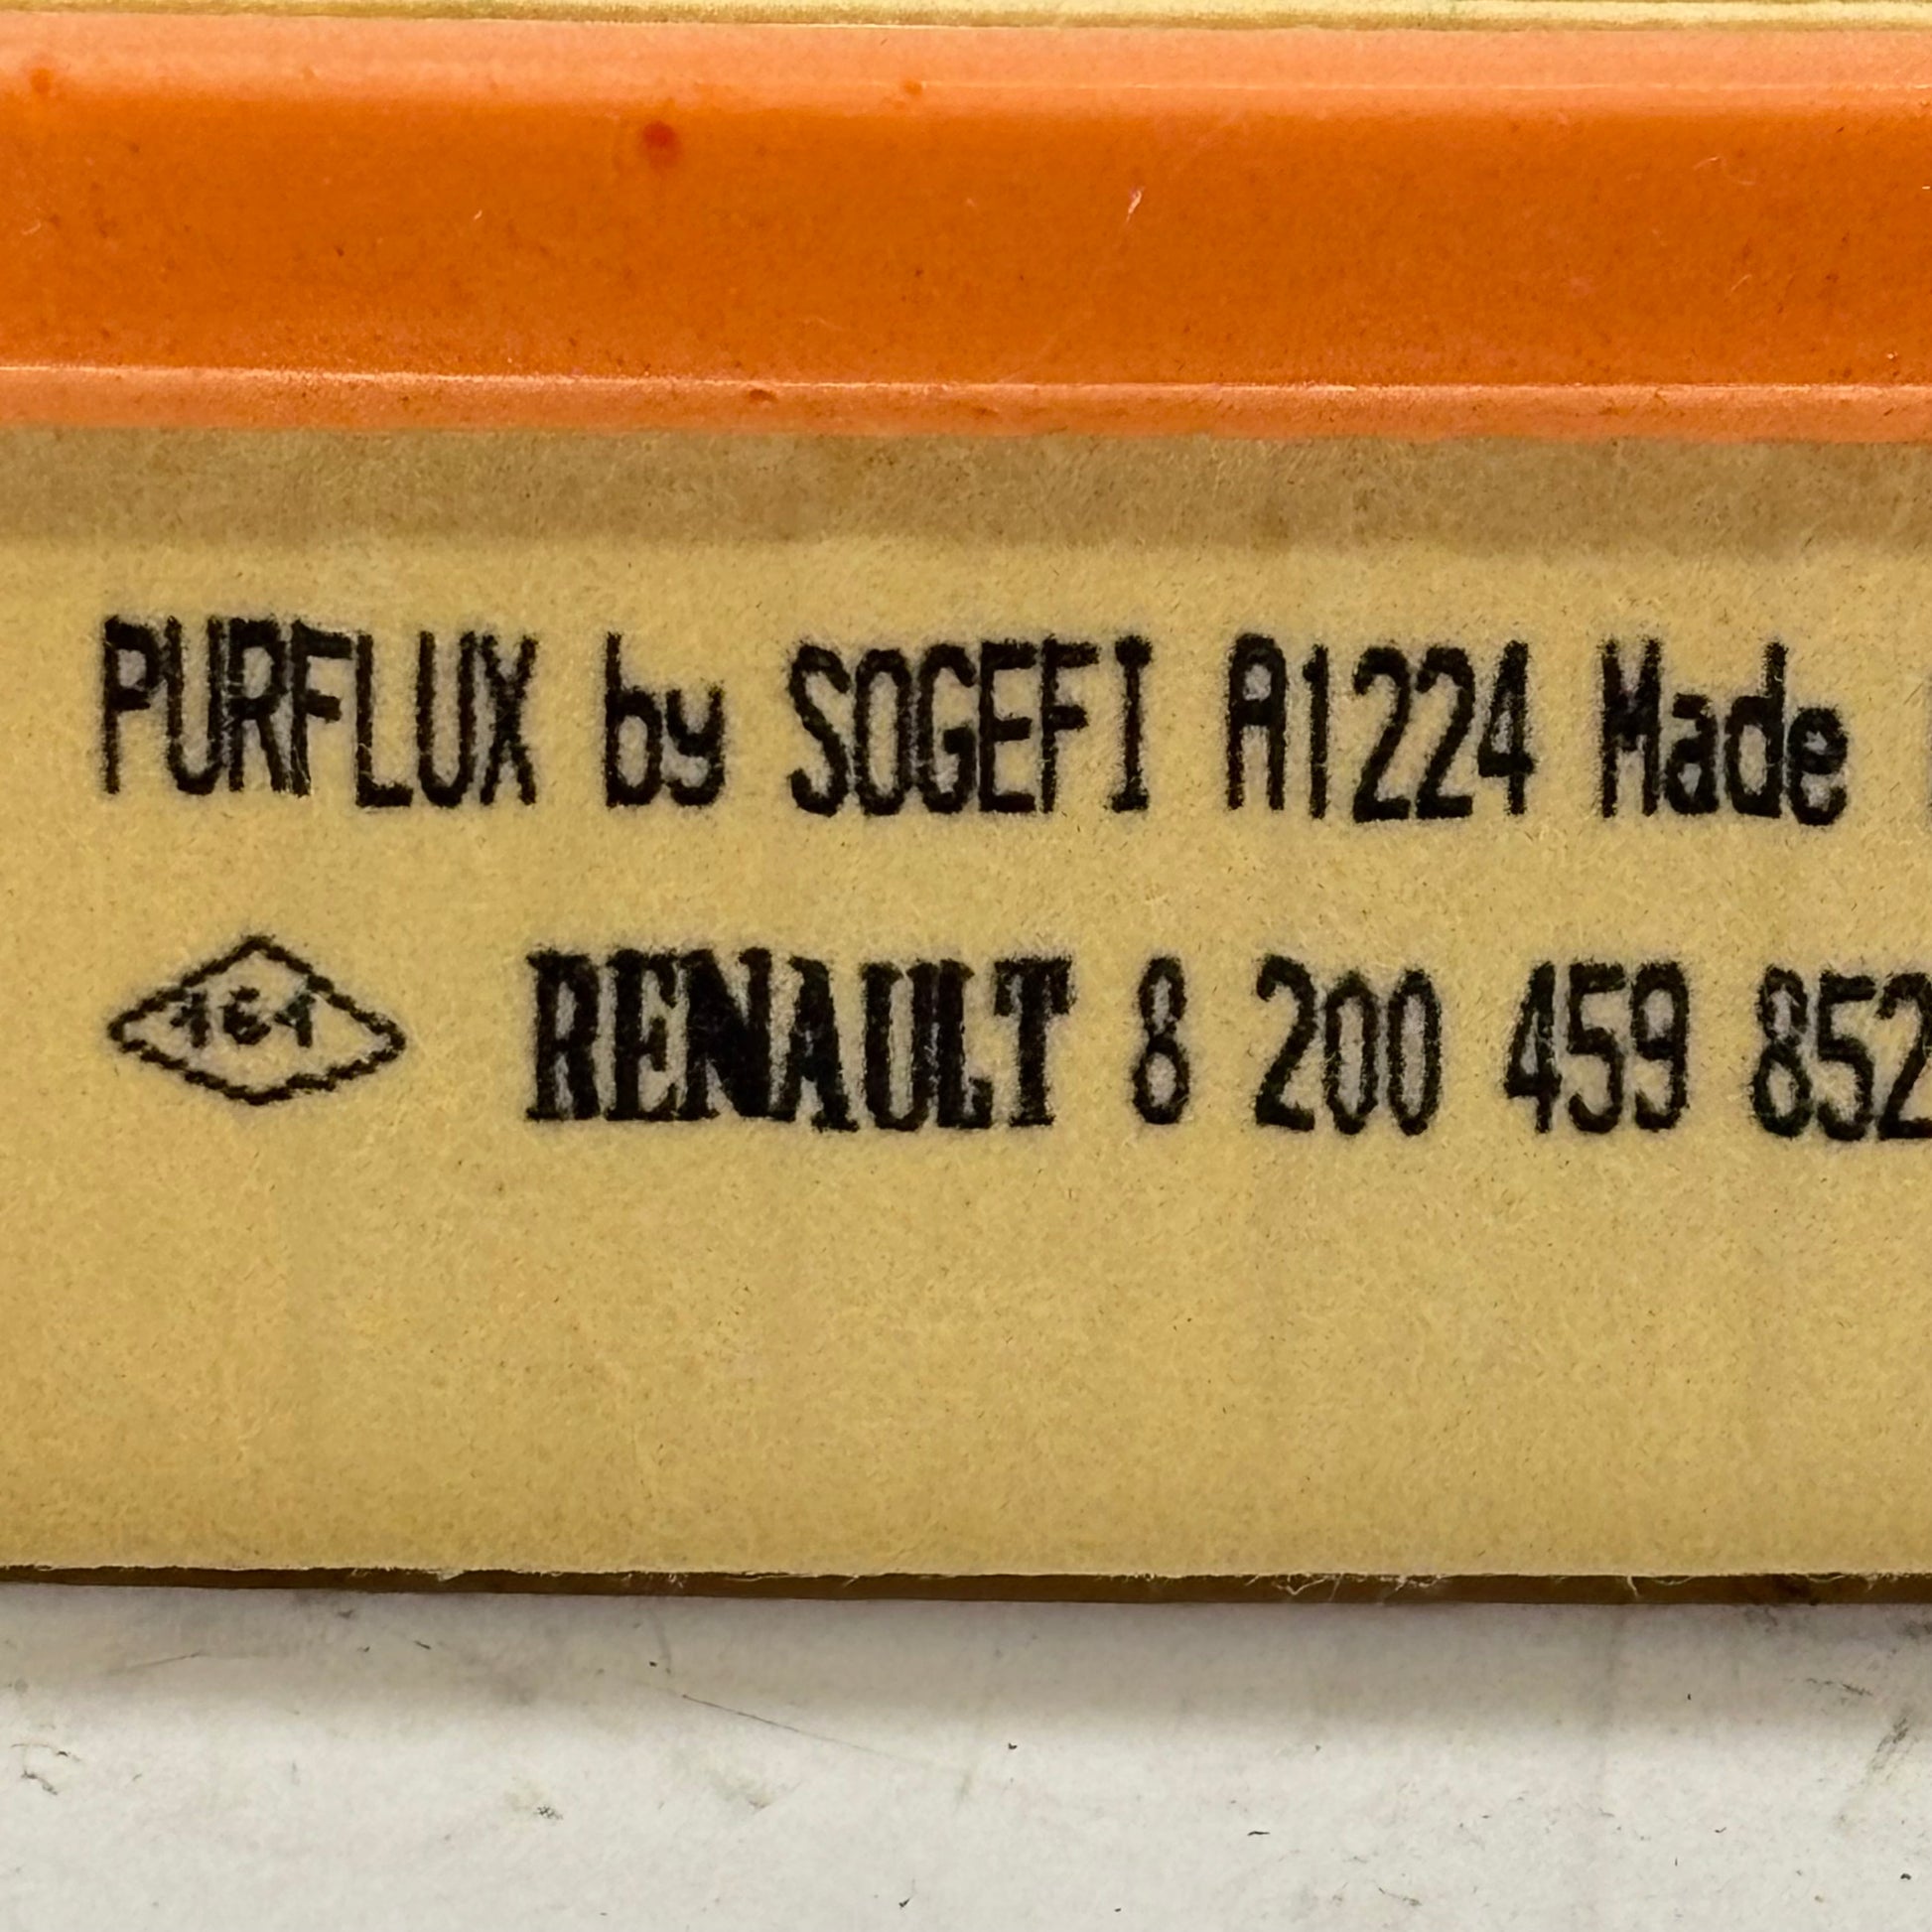 PURFLUX by SOGEFI A1224 Made
RENAULT 8 200 459 852